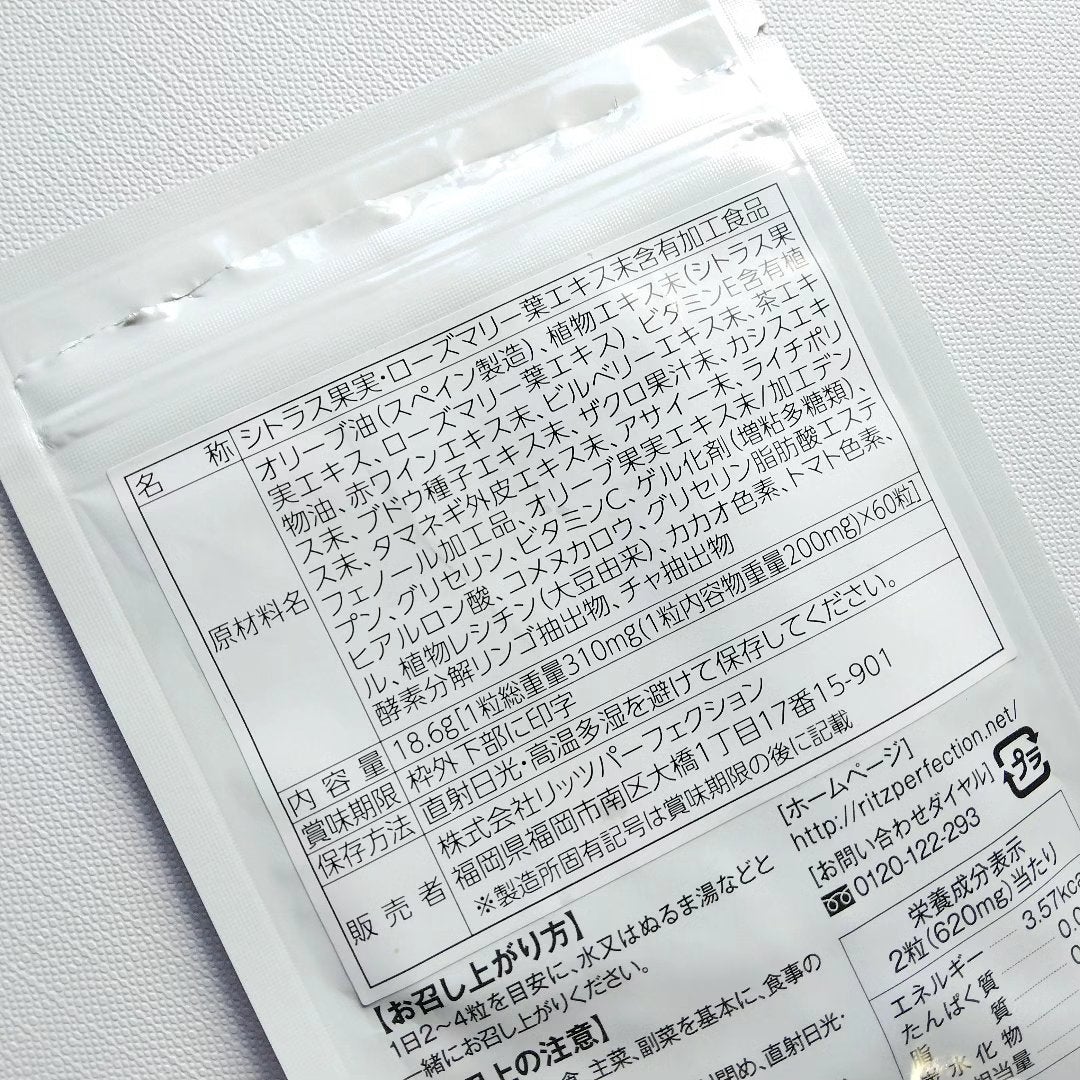 名 称 シトラス果実・ローズマリー葉エキス末含有加工食品
原材料名
オリーブ油(スペイン製造)、植物エキス末(シトラス果
実エキス、ローズマリー葉エキス)、ビタミンE含有植
物油、赤ワインエキス末、ビルベリーエキス末、茶エキ
ス末、ブドウ種子エキス末、ザクロ果汁末、カシスエキ
ス末、タマネギ外皮エキス末、アサイー末、ライチポリ
フェノール加工品、オリーブ果実エキス末/加工デン
プン、グリセリン、ビタミンC、ゲル化剤(増粘多糖類)、
ヒアルロン酸、コメヌカロウ、グリセリン脂肪酸エステ
ル、植物レシチン(大豆由来)、カカオ色素、トマト色素、
酵素分解リンゴ抽出物、チャ抽出物
内容量 18.6g[1粒総重量310mg(1粒内容物重量200mg)×60粒]
賞味期限 枠外下部に印字
保存方法 直射日光・高温多湿を避けて保存してください。
販売者 株式会社リッツパーフェクション
福岡県福岡市南区大橋1丁目17番15-901
※製造所固有記号は賞味期限の後に記載
【お召し上がり方】
1日2〜4粒を目安に、水又はぬるま湯などと
一緒にお召し上がりください。
上の注意】
主菜、副菜を基本に、食事の
閉め、直射日光・
[ホームページ]
http://ritzperfection.net/
[お問い合わせダイヤル]
0120-122-293
プラ
栄養成分表示
2粒(620mg)当たり
エネルギー 3.57kca
たんぱく質 0.0
脂 質 0
水化物
相当量